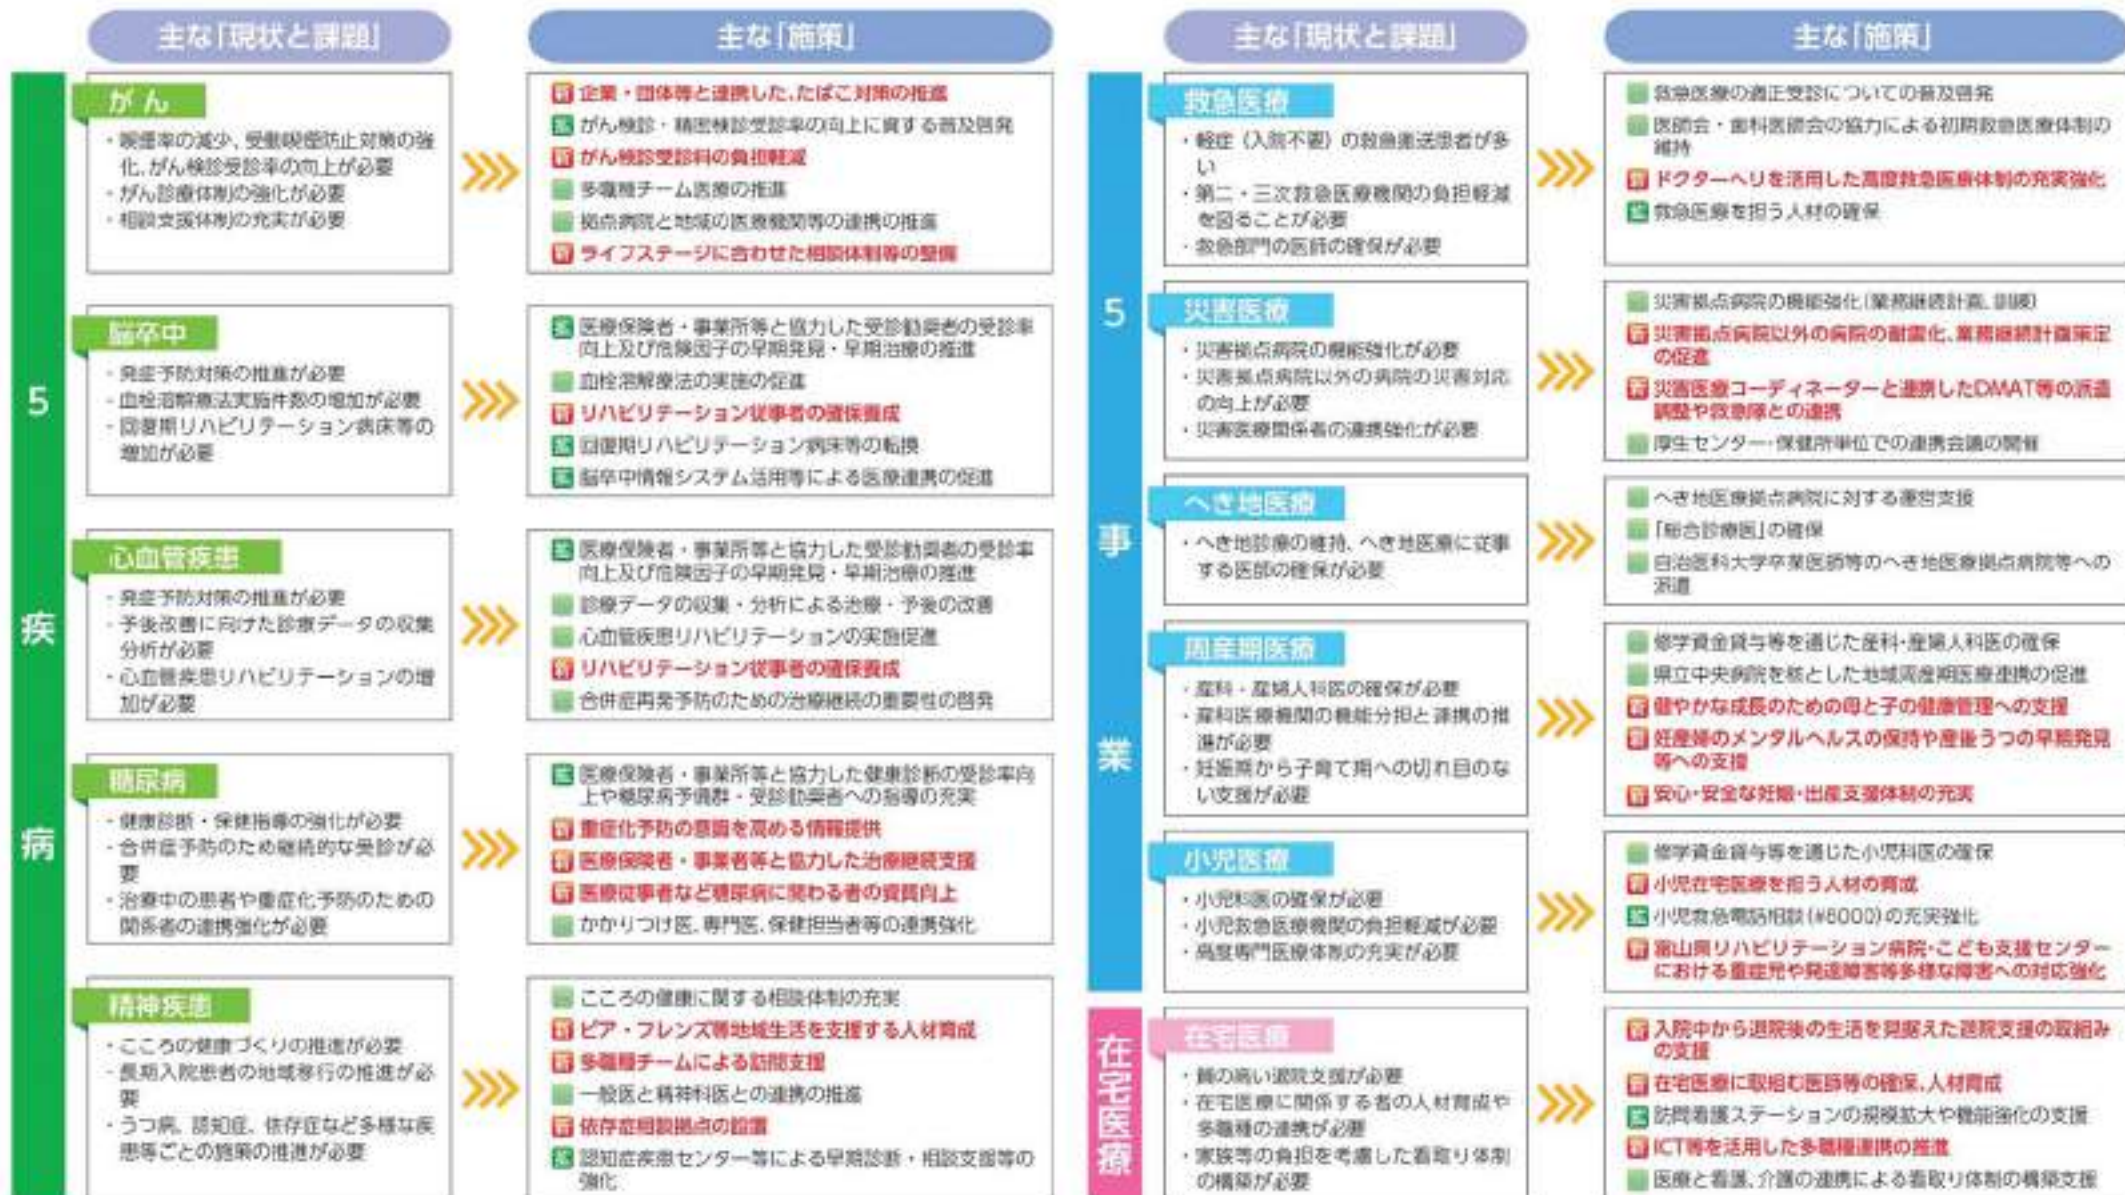 主な「現状と課題」
主な「施策」
5
疾
病
がん
・喫煙率の減少、受動喫煙防止対策の強
化、がん検診受診率の向上が必要
・がん診療体制の強化が必要
・相談支援体制の充実が必要
新 企業・団体等と連携した、たばこ対策の推進
拡 がん検診・精密検診受診率の向上に資する普及啓発
新 がん検診受診料の負担軽減
多職種チーム医療の推進
拠点病院と地域の医療機関等の連携の推進
新 ライフステージに合わせた相談体制等の整備
脳卒中
・発症予防対策の推進が必要
・血栓溶解療法実施件数の増加が必要
・回復期リハビリテーション病床等の
増加が必要
拡 医療保険者・事業所等と協力した受診勧奨者の受診率
向上及び危険因子の早期発見・早期治療の推進
血栓溶解療法の実施の促進
新 リハビリテーション従事者の確保養成
拡 回復期リハビリテーション病床等の転換
拡 脳卒中情報システム活用等による医療連携の促進
心血管疾患
・発症予防対策の推進が必要
・予後改善に向けた診療データの収集
分析が必要
・心血管疾患リハビリテーションの増
加が必要
拡 医療保険者・事業所等と協力した受診勧奨者の受診率
向上及び危険因子の早期発見・早期治療の推進
診療データの収集・分析による治療・予後の改善
心血管疾患リハビリテーションの実施促進
新 リハビリテーション従事者の確保養成
合併症再発予防のための治療継続の重要性の啓発
糖尿病
・健康診断・保健指導の強化が必要
・合併症予防のため継続的な受診が必
要
・治療中の患者や重症化予防のための
関係者の連携強化が必要
拡 医療保険者・事業所等と協力した健康診断の受診率向
上や糖尿病予備群・受診勧奨者への指導の充実
新 重症化予防の意識を高める情報提供
新 医療保険者・事業者等と協力した治療継続支援
新 医療従事者など糖尿病に関わる者の資質向上
かかりつけ医、専門医、保健担当者等の連携強化
精神疾患
・こころの健康づくりの推進が必要
・長期入院患者の地域移行の推進が必
要
・うつ病、認知症、依存症など多様な疾
患等ごとの施策の推進が必要
こころの健康に関する相談体制の充実
新 ピア・フレンズ等地域生活を支援する人材育成
新 多職種チームによる訪問支援
一般医と精神科医との連携の推進
新 依存症相談拠点の設置
拡 認知症疾患センター等による早期診断・相談支援等の
強化
主な「現状と課題」
主な「施策」
5
事
業
救急医療
・軽症（入院不要）の救急搬送患者が多
い
・第二・三次救急医療機関の負担軽減
を図ることが必要
・救急部門の医師の確保が必要
救急医療の適正受診についての普及啓発
医師会・歯科医師会の協力による初期救急医療体制の
維持
新 ドクターヘリを活用した高度救急医療体制の充実強化
拡 救急医療を担う人材の確保
災害医療
・災害拠点病院の機能強化が必要
・災害拠点病院以外の病院の災害対応
の向上が必要
・災害医療関係者の連携強化が必要
災害拠点病院の機能強化（業務継続計画、訓練）
新 災害拠点病院以外の病院の耐震化、業務継続計画策定
の促進
新 災害医療コーディネーターと連携したDMAT等の派遣
調整や救急隊との連携
厚生センター・保健所単位での連携会議の開催
へき地医療
・へき地診療の維持、へき地医療に従事
する医師の確保が必要
へき地医療拠点病院に対する運営支援
「総合診療医」の確保
自治医科大学卒業医師等のへき地医療拠点病院等への
派遣
周産期医療
・産科・産婦人科医の確保が必要
・産科医療機関の機能分担と連携の推
進が必要
・妊娠期から子育て期への切れ目のな
い支援が必要
修学資金貸与等を通じた産科・産婦人科医の確保
県立中央病院を核とした地域周産期医療連携の促進
新 健やかな成長のための母と子の健康管理への支援
新 妊産婦のメンタルヘルスの保持や産後うつの早期発見
等への支援
新 安心・安全な妊娠・出産支援体制の充実
小児医療
・小児科医の確保が必要
・小児救急医療機関の負担軽減が必要
・高度専門医療体制の充実が必要
修学資金貸与等を通じた小児科医の確保
新 小児在宅医療を担う人材の育成
拡 小児救急電話相談（#8000）の充実強化
新 富山県リハビリテーション病院・こども支援センター
における重症児や発達障害等多様な障害への対応強化
在宅医療
在宅医療
・質の高い退院支援が必要
・在宅医療に関係する者の人材育成や
多職種の連携が必要
・家族等の負担を考慮した看取り体制
の構築が必要
新 入院中から退院後の生活を見据えた退院支援の取組み
の支援
新 在宅医療に取組む医師等の確保、人材育成
拡 訪問看護ステーションの規模拡大や機能強化の支援
新 ICT等を活用した多職種連携の推進
医療と看護、介護の連携による看取り体制の構築支援